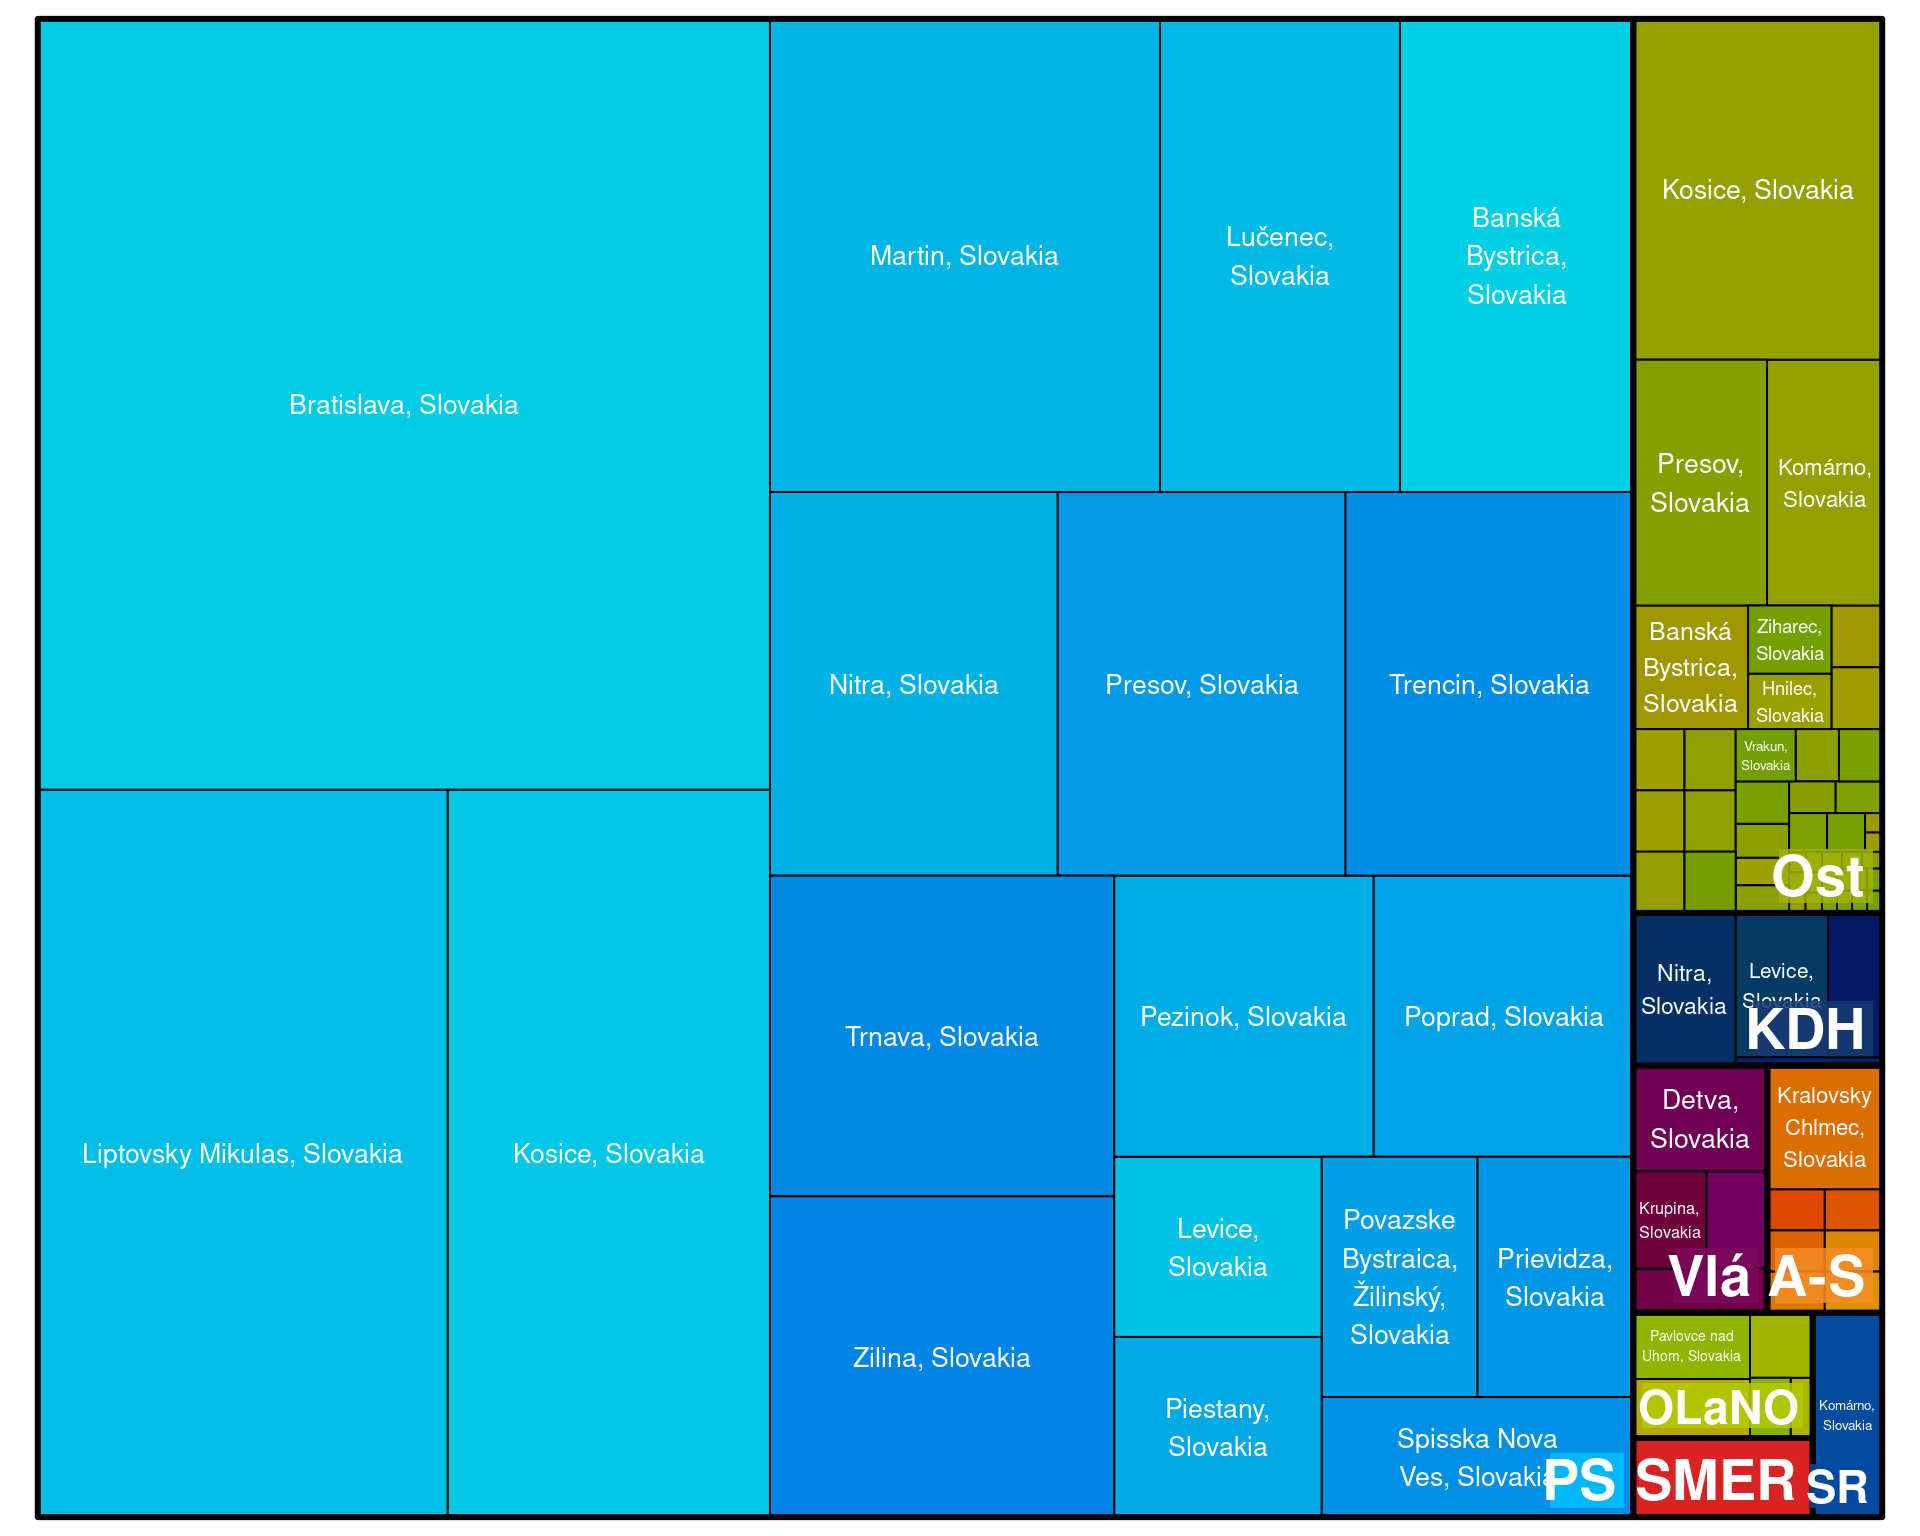 Bratislava, Slovakia
Liptovsky Mikulas, Slovakia
Kosice, Slovakia
Martin, Slovakia
Lučenec,
Slovakia
Banská
Bystrica,
Slovakia
Nitra, Slovakia
Presov, Slovakia
Trencin, Slovakia
Trnava, Slovakia
Zilina, Slovakia
Pezinok, Slovakia
Poprad, Slovakia
Levice,
Slovakia
Piestany,
Slovakia
Povazske
Bystraica,
Žilinský,
Slovakia
Prievidza,
Slovakia
Spisska Nova
Ves, Slovakia
PS
Kosice, Slovakia
Presov,
Slovakia
Komárno,
Slovakia
Banská
Bystrica,
Slovakia
Ziharec,
Slovakia
Hnilec,
Slovakia
Vrakun,
Slovakia
Ost
Nitra,
Slovakia
Levice,
Slovakia
KDH
Detva,
Slovakia
Krupina,
Slovakia
Vlá
Kralovsky
Chlmec,
Slovakia
A-S
Pavlovce nad
Uhom, Slovakia
OLaNO
Komárno,
Slovakia
SR
SMER